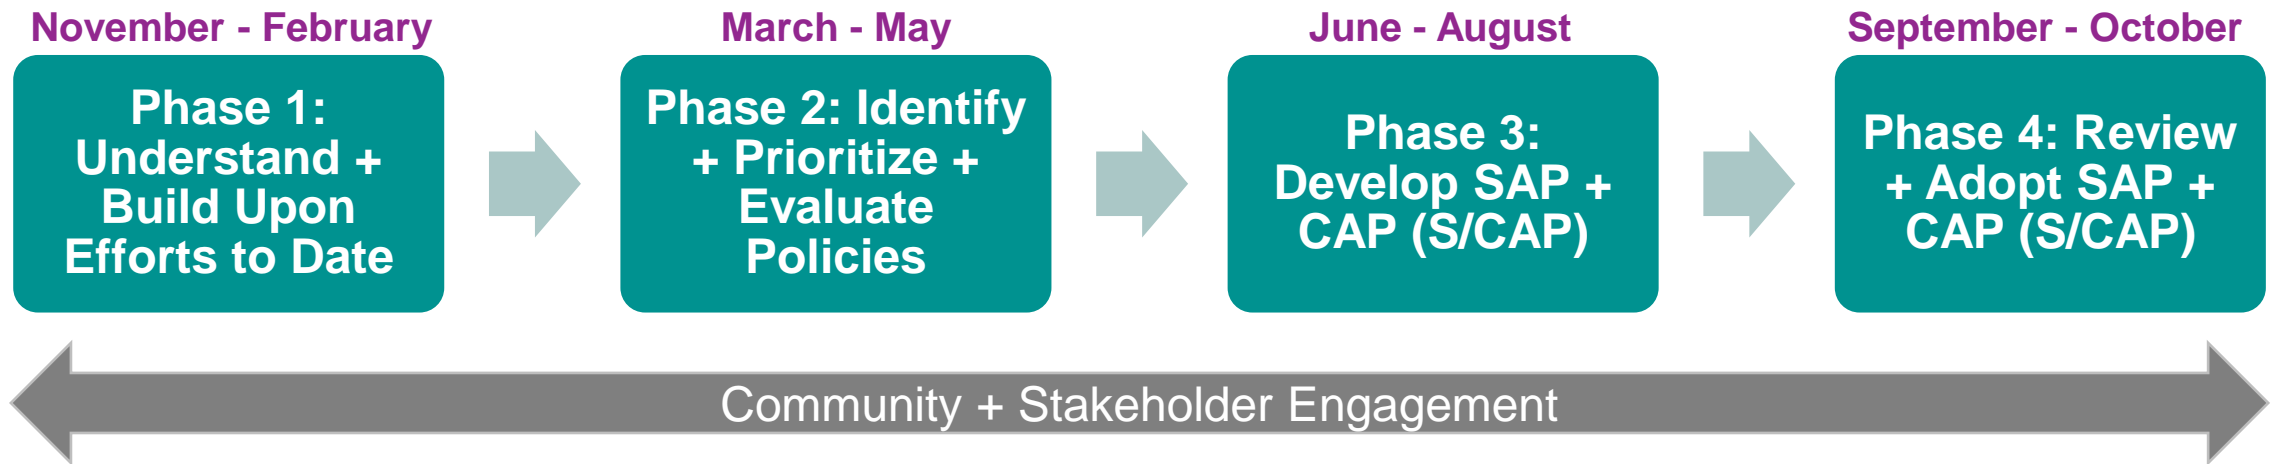 November - February
March - May
June - August
September - October
Phase 1:
Understand +
Build Upon
Efforts to Date
Phase 2: Identify
+ Prioritize +
Evaluate
Policies
Phase 3:
Develop SAP +
CAP (S/CAP)
Phase 4: Review
+ Adopt SAP +
CAP (S/CAP)
Community + Stakeholder Engagement